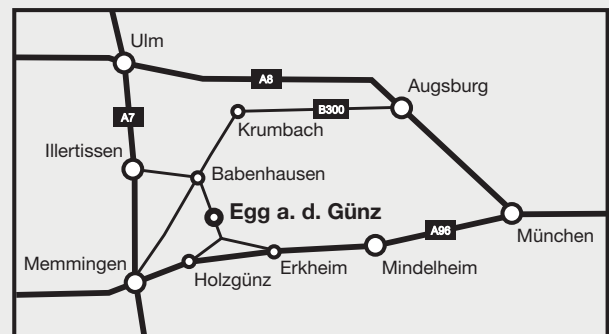 Ulm
A8
Augsburg
A7
B300
Krumbach
Illertissen
Babenhausen
Egg a. d. Günz
A96
München
Memmingen
Holzgünz
Erkheim
Mindelheim